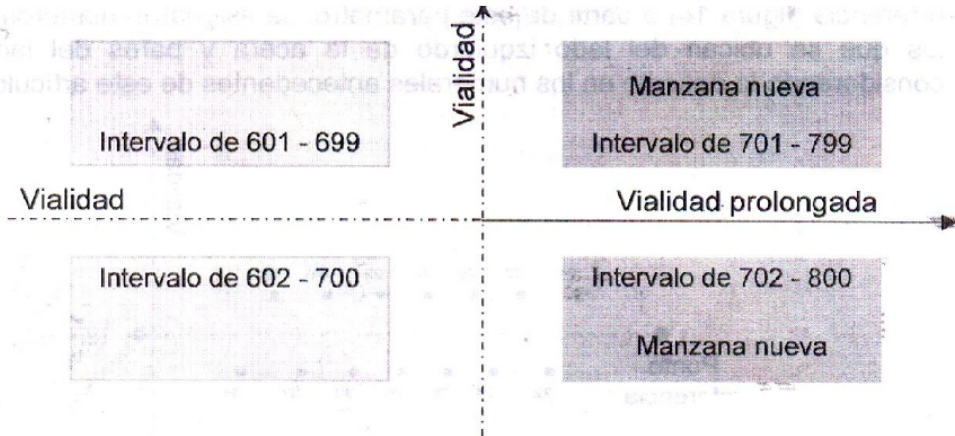 Vialidad
Manzana nueva
Intervalo de 601 - 699
Intervalo de 701 - 799
Vialidad
Vialidad prolongada
Intervalo de 602 - 700
Intervalo de 702 - 800
Manzana nueva